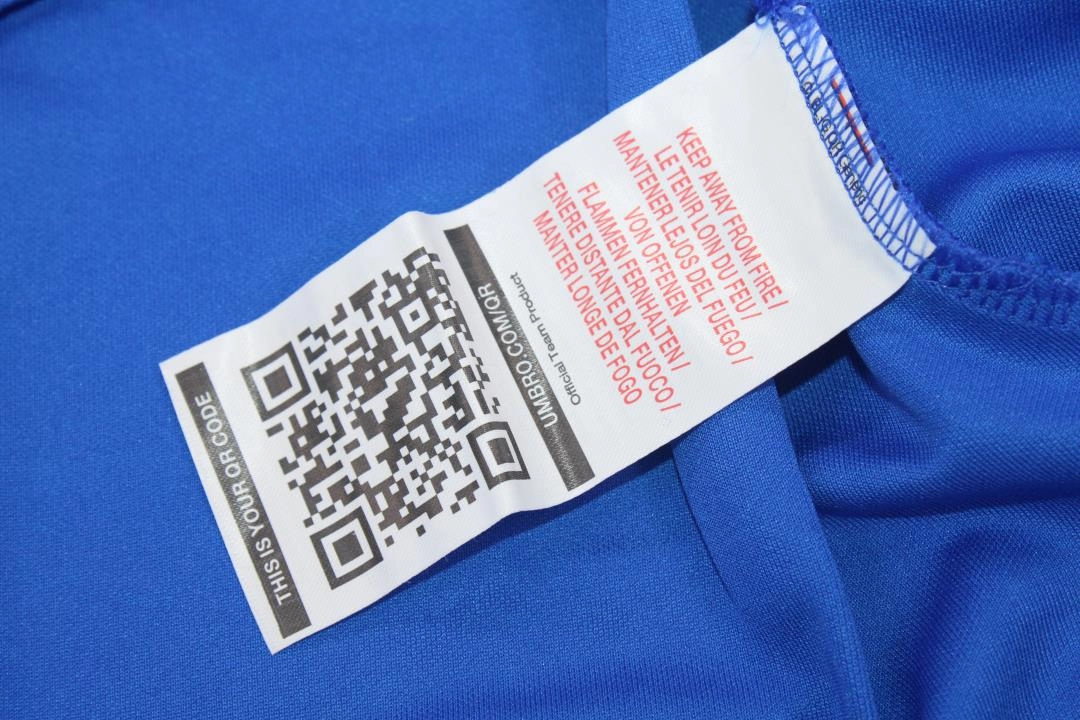 KEEP AWAY FROM FIRE /
LE TENIR LOIN DU FEU /
MANTENER LEJOS DEL FUEGO /
VON OFFENEN
FLAMMEN FERNHALTEN /
TENERE DISTANTE DAL FUOCO /
MANTER LONGE DE FOGO
Official Team Product
UMBRO.COM/QR
THIS IS YOUR QR CODE